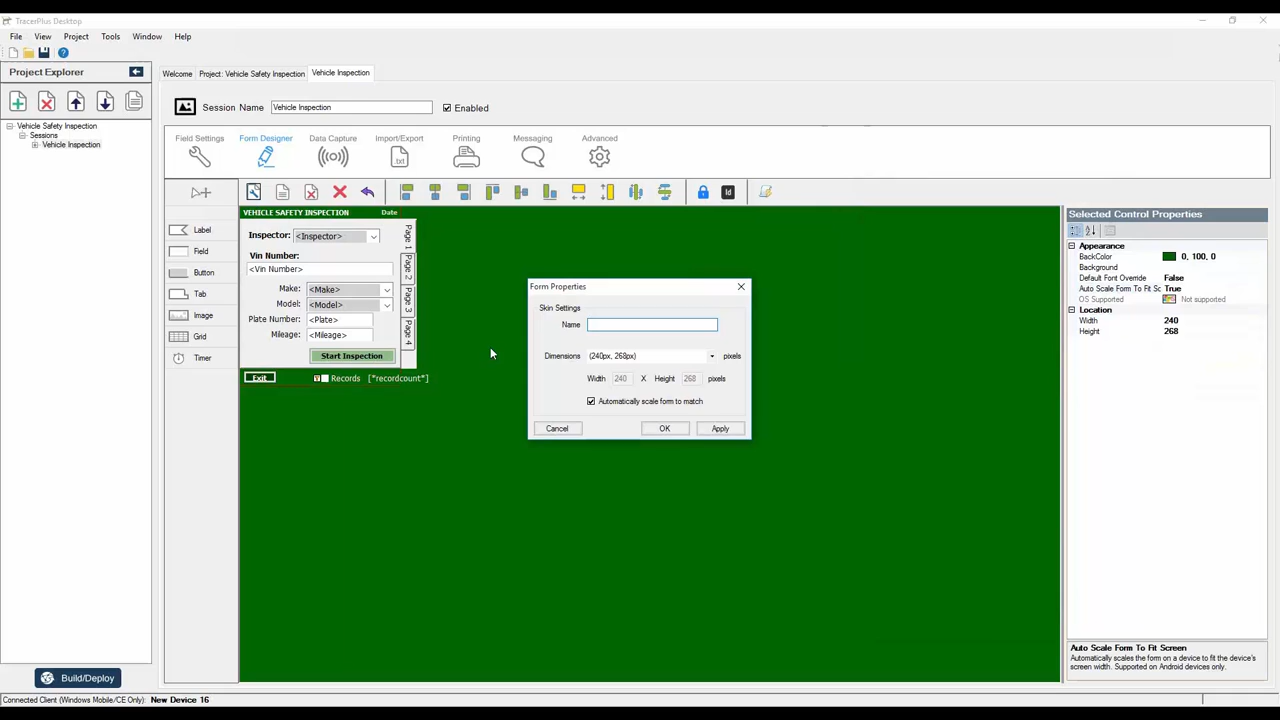 TracerPlus Desktop
File View Project Tools Window Help
Project Explorer
Welcome Project: Vehicle Safety Inspection Vehicle Inspection
Session Name Vehicle Inspection Enabled
Vehicle Safety Inspection
Sessions
Vehicle Inspection
Field Settings Form Designer Data Capture Import/Export Printing Messaging Advanced
.txt
Id
Label
Field
Button
Tab
Image
Grid
Timer
VEHICLE SAFETY INSPECTION Date
Inspector: <Inspector>
Vin Number:
<Vin Number>
Make: <Make>
Model: <Model>
Plate Number: <Plate>
Mileage: <Mileage>
Start Inspection
Page 1
Page 2
Page 3
Page 4
Exit Records [*recordcount*]
Form Properties
Skin Settings
Name
Dimensions (240px, 268px) pixels
Width 240 X Height 268 pixels
Automatically scale form to match
Cancel OK Apply
Selected Control Properties
Appearance
BackColor 0, 100, 0
Background
Default Font Override False
Auto Scale Form To Fit Sc True
OS Supported Not supported
Location
Width 240
Height 268
Auto Scale Form To Fit Screen
Automatically scales the form on a device to fit the device's
screen width. Supported on Android devices only.
Build/Deploy
Connected Client (Windows Mobile/CE Only): New Device 16